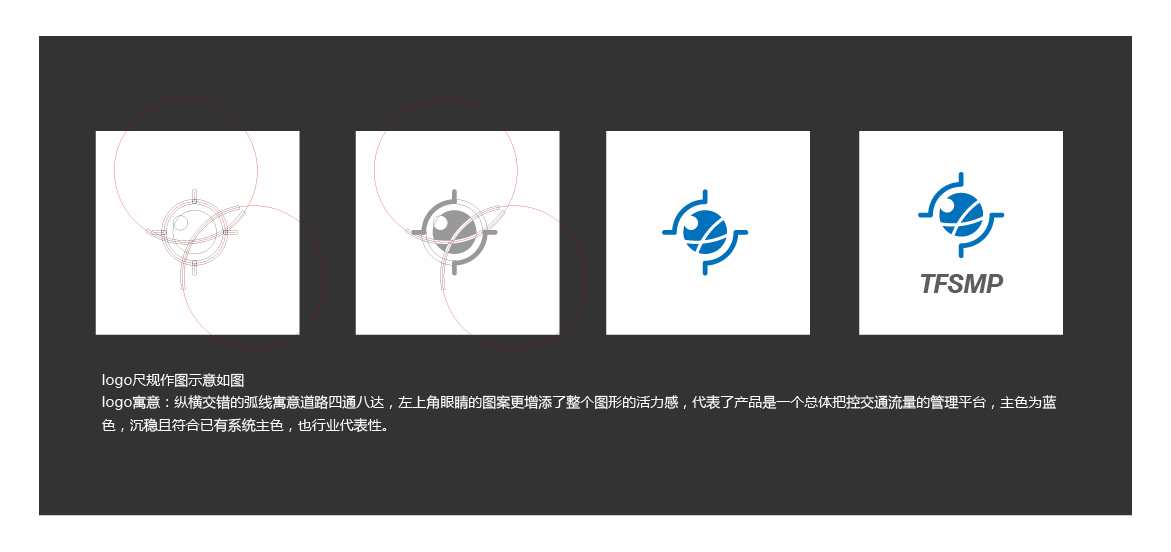 TFSMP
logo尺规作图示意如图
logo寓意：纵横交错的弧线寓意道路四通八达，左上角眼睛的图案更增添了整个图形的活力感，代表了产品是一个总体把控交通流量的管理平台，主色为蓝
色，沉稳且符合已有系统主色，也行业代表性。